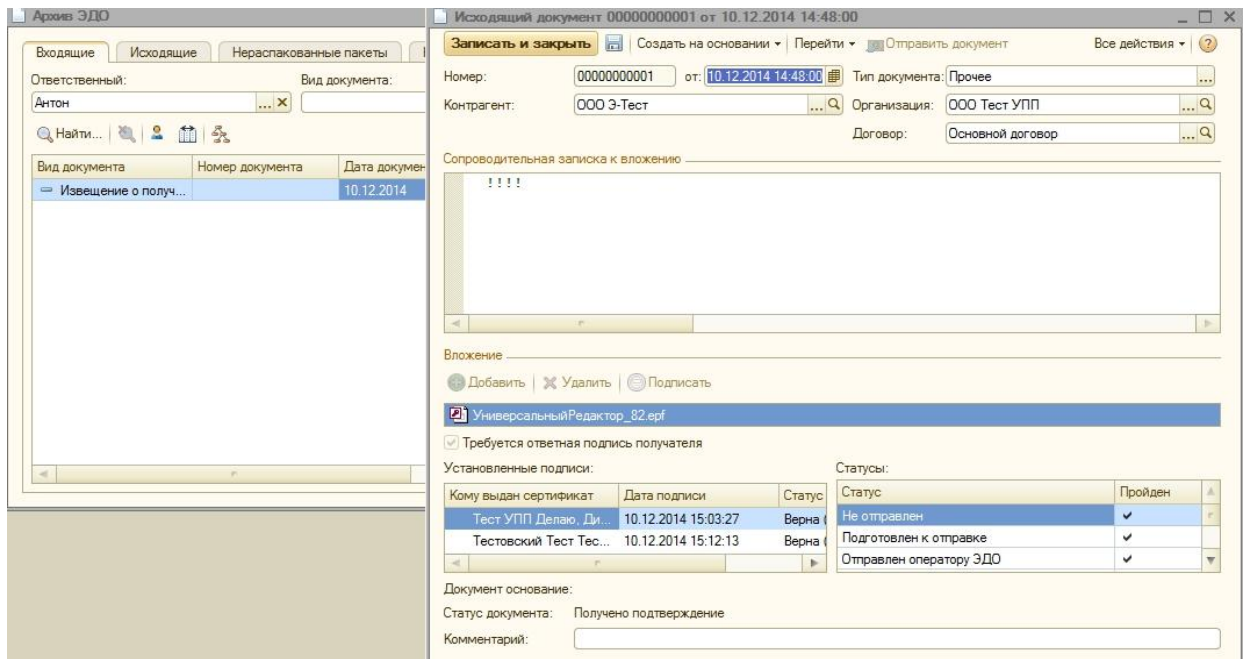 Архив ЭДО
Входящие Исходящие Нераспакованные пакеты
Ответственный: Вид документа:
Антон
Найти...
Вид документа Номер документа Дата докумен
Извещение о получ... 10.12.2014
Исходящий документ 00000000001 от 10.12.2014 14:48:00
Записать и закрыть Создать на основании Перейти Отправить документ Все действия
Номер: 00000000001 от: 10.12.2014 14:48:00 Тип документа: Прочее
Контрагент: ООО Э-Тест Организация: ООО Тест УПП
Договор: Основной договор
Сопроводительная записка к вложению
!!!!
Вложение
Добавить Удалить Подписать
УниверсальныйРедактор_82.epf
Требуется ответная подпись получателя
Установленные подписи: Статусы:
Кому выдан сертификат Дата подписи Статус Статус Пройден
Тест УПП Делаю, Ди... 10.12.2014 15:03:27 Верна ( Не отправлен
Тестовский Тест Тес... 10.12.2014 15:12:13 Верна ( Подготовлен к отправке
Отправлен оператору ЭДО
Документ основание:
Статус документа: Получено подтверждение
Комментарий: